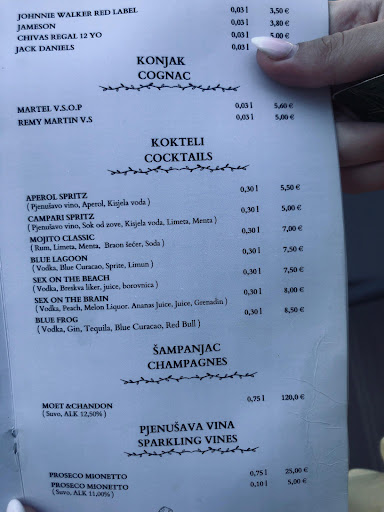 JOHNNIE WALKER RED LABEL 0,03 l 3,50 €
JAMESON 0,03 l 3,80 €
CHIVAS REGAL 12 YO 0,03 l 5,00 €
JACK DANIELS 0,03 l
KONJAK
COGNAC
MARTEL V.S.O.P 0,03 l 5,60 €
REMY MARTIN V.S 0,03 l 5,00 €
KOKTELI
COCKTAILS
APEROL SPRITZ 0,30 l 5,50 €
( Pjenušavo vino, Aperol, Kisjela voda )
CAMPARI SPRITZ 0,30 l 5,00 €
( Pjenušavo vino, Sok od zove, Kisjela voda, Limeta, Menta )
MOJITO CLASSIC 0,30 l 7,00 €
( Rum, Limeta, Menta, Braon šećer, Soda )
BLUE LAGOON 0,30 l 7,50 €
( Vodka, Blue Curacao, Sprite, Limun )
SEX ON THE BEACH 0,30 l 7,50 €
( Vodka, Breskva liker, juice, borovnica )
SEX ON THE BRAIN 0,30 l 8,00 €
( Vodka, Peach, Melon Liquor, Ananas Juice, Juice, Grenadin )
BLUE FROG 0,30 l 8,50 €
( Vodka, Gin, Tequila, Blue Curacao, Red Bull )
ŠAMPANJAC
CHAMPAGNES
MOET &CHANDON 0,75 l 120,0 €
( Suvo, ALK 12,50% )
PJENUŠAVA VINA
SPARKLING VINES
PROSECO MIONETTO 0,75 l 25,00 €
PROSECO MIONETTO 0,10 l 5,00 €
( Suvo, ALK 11,00% )